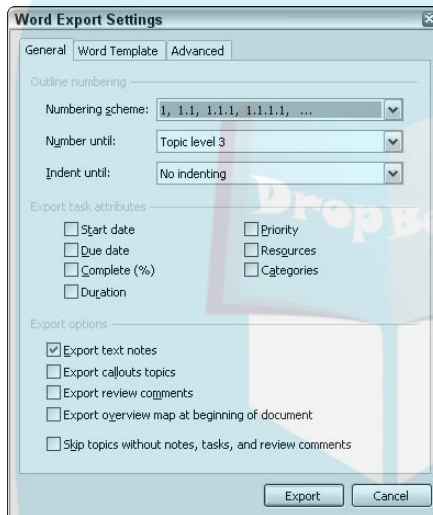 Word Export Settings
General Word Template Advanced
Outline numbering
Numbering scheme: 1, 1.1, 1.1.1, 1.1.1.1, ...
Number until: Topic level 3
Indent until: No indenting
Export task attributes
Start date Priority
Due date Resources
Complete (%) Categories
Duration
Export options
Export text notes
Export callouts topics
Export review comments
Export overview map at beginning of document
Skip topics without notes, tasks, and review comments
Export Cancel